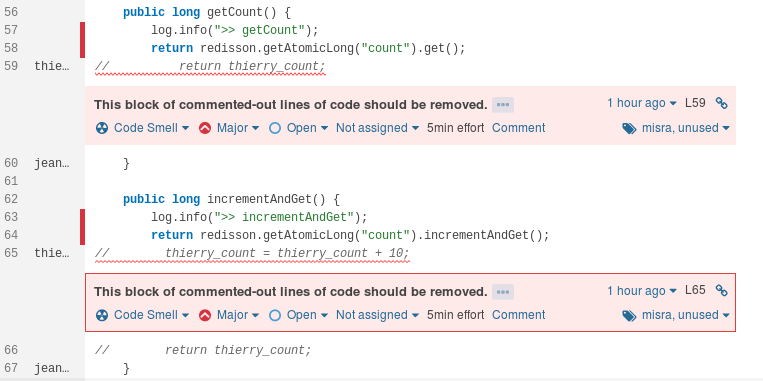 56 public long getCount() {
57 log.info(">> getCount");
58 return redisson.getAtomicLong("count").get();
59 thie… // return thierry_count;
This block of commented-out lines of code should be removed. ••• 1 hour ago L59
Code Smell Major Open Not assigned 5min effort Comment misra, unused
60 jean… }
61
62 public long incrementAndGet() {
63 log.info(">> incrementAndGet");
64 return redisson.getAtomicLong("count").incrementAndGet();
65 thie… // thierry_count = thierry_count + 10;
This block of commented-out lines of code should be removed. ••• 1 hour ago L65
Code Smell Major Open Not assigned 5min effort Comment misra, unused
66 // return thierry_count;
67 jean… }